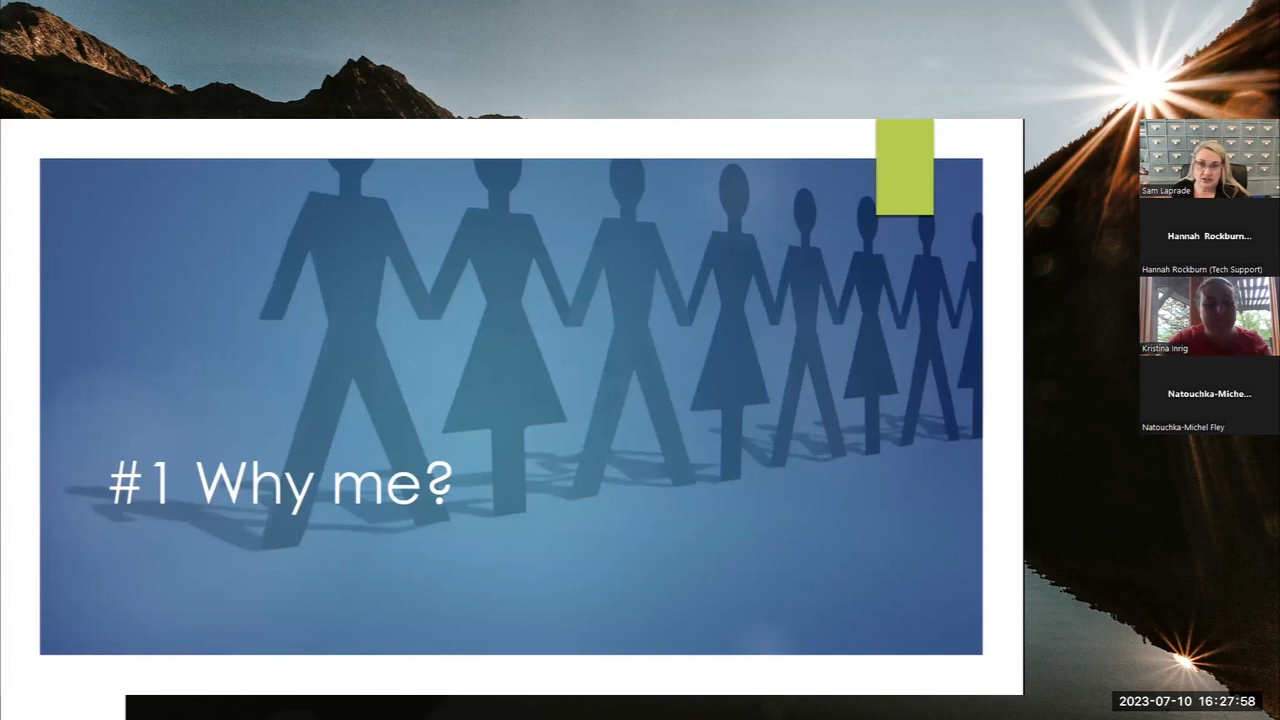 #1 Why me?
Sam Laprade
Hannah Rockburn...
Hannah Rockburn (Tech Support)
Kristina Inrig
Natouchka-Miche...
Natouchka-Michel Fley
2023-07-10 16:27:58